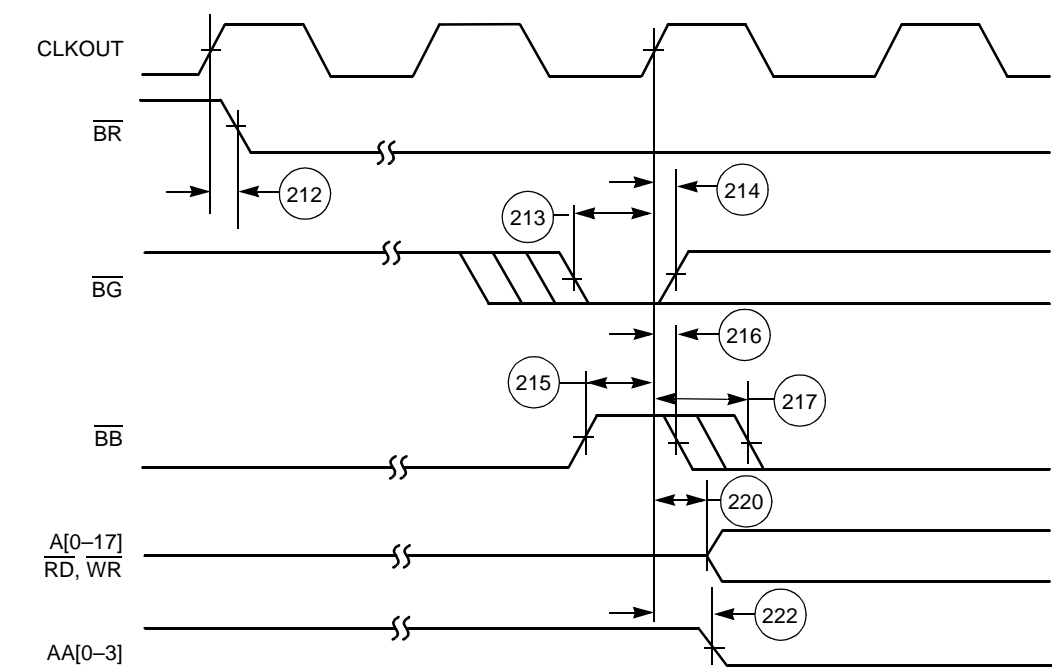 CLKOUT
BR
212
214
213
BG
216
215
217
BB
220
A[0–17]
RD, WR
222
AA[0–3]